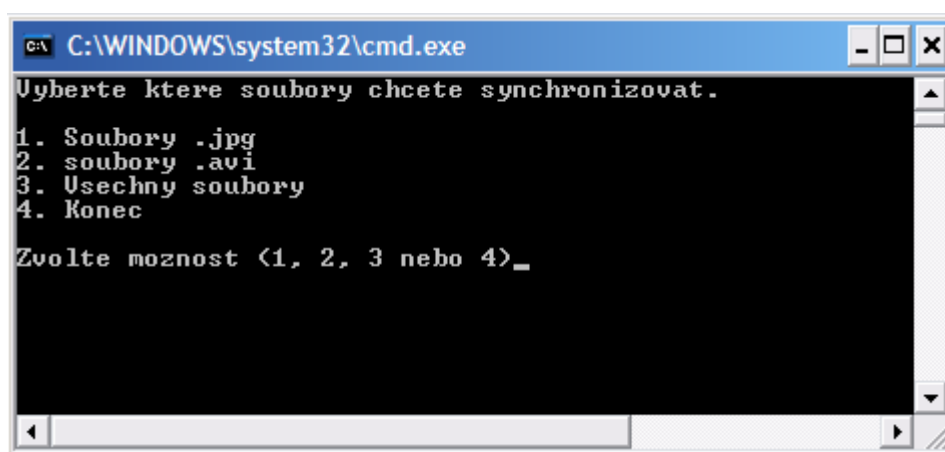 C:\WINDOWS\system32\cmd.exe
Vyberte ktere soubory chcete synchronizovat.
1. Soubory .jpg
2. soubory .avi
3. Vsechny soubory
4. Konec
Zvolte moznost (1, 2, 3 nebo 4)_